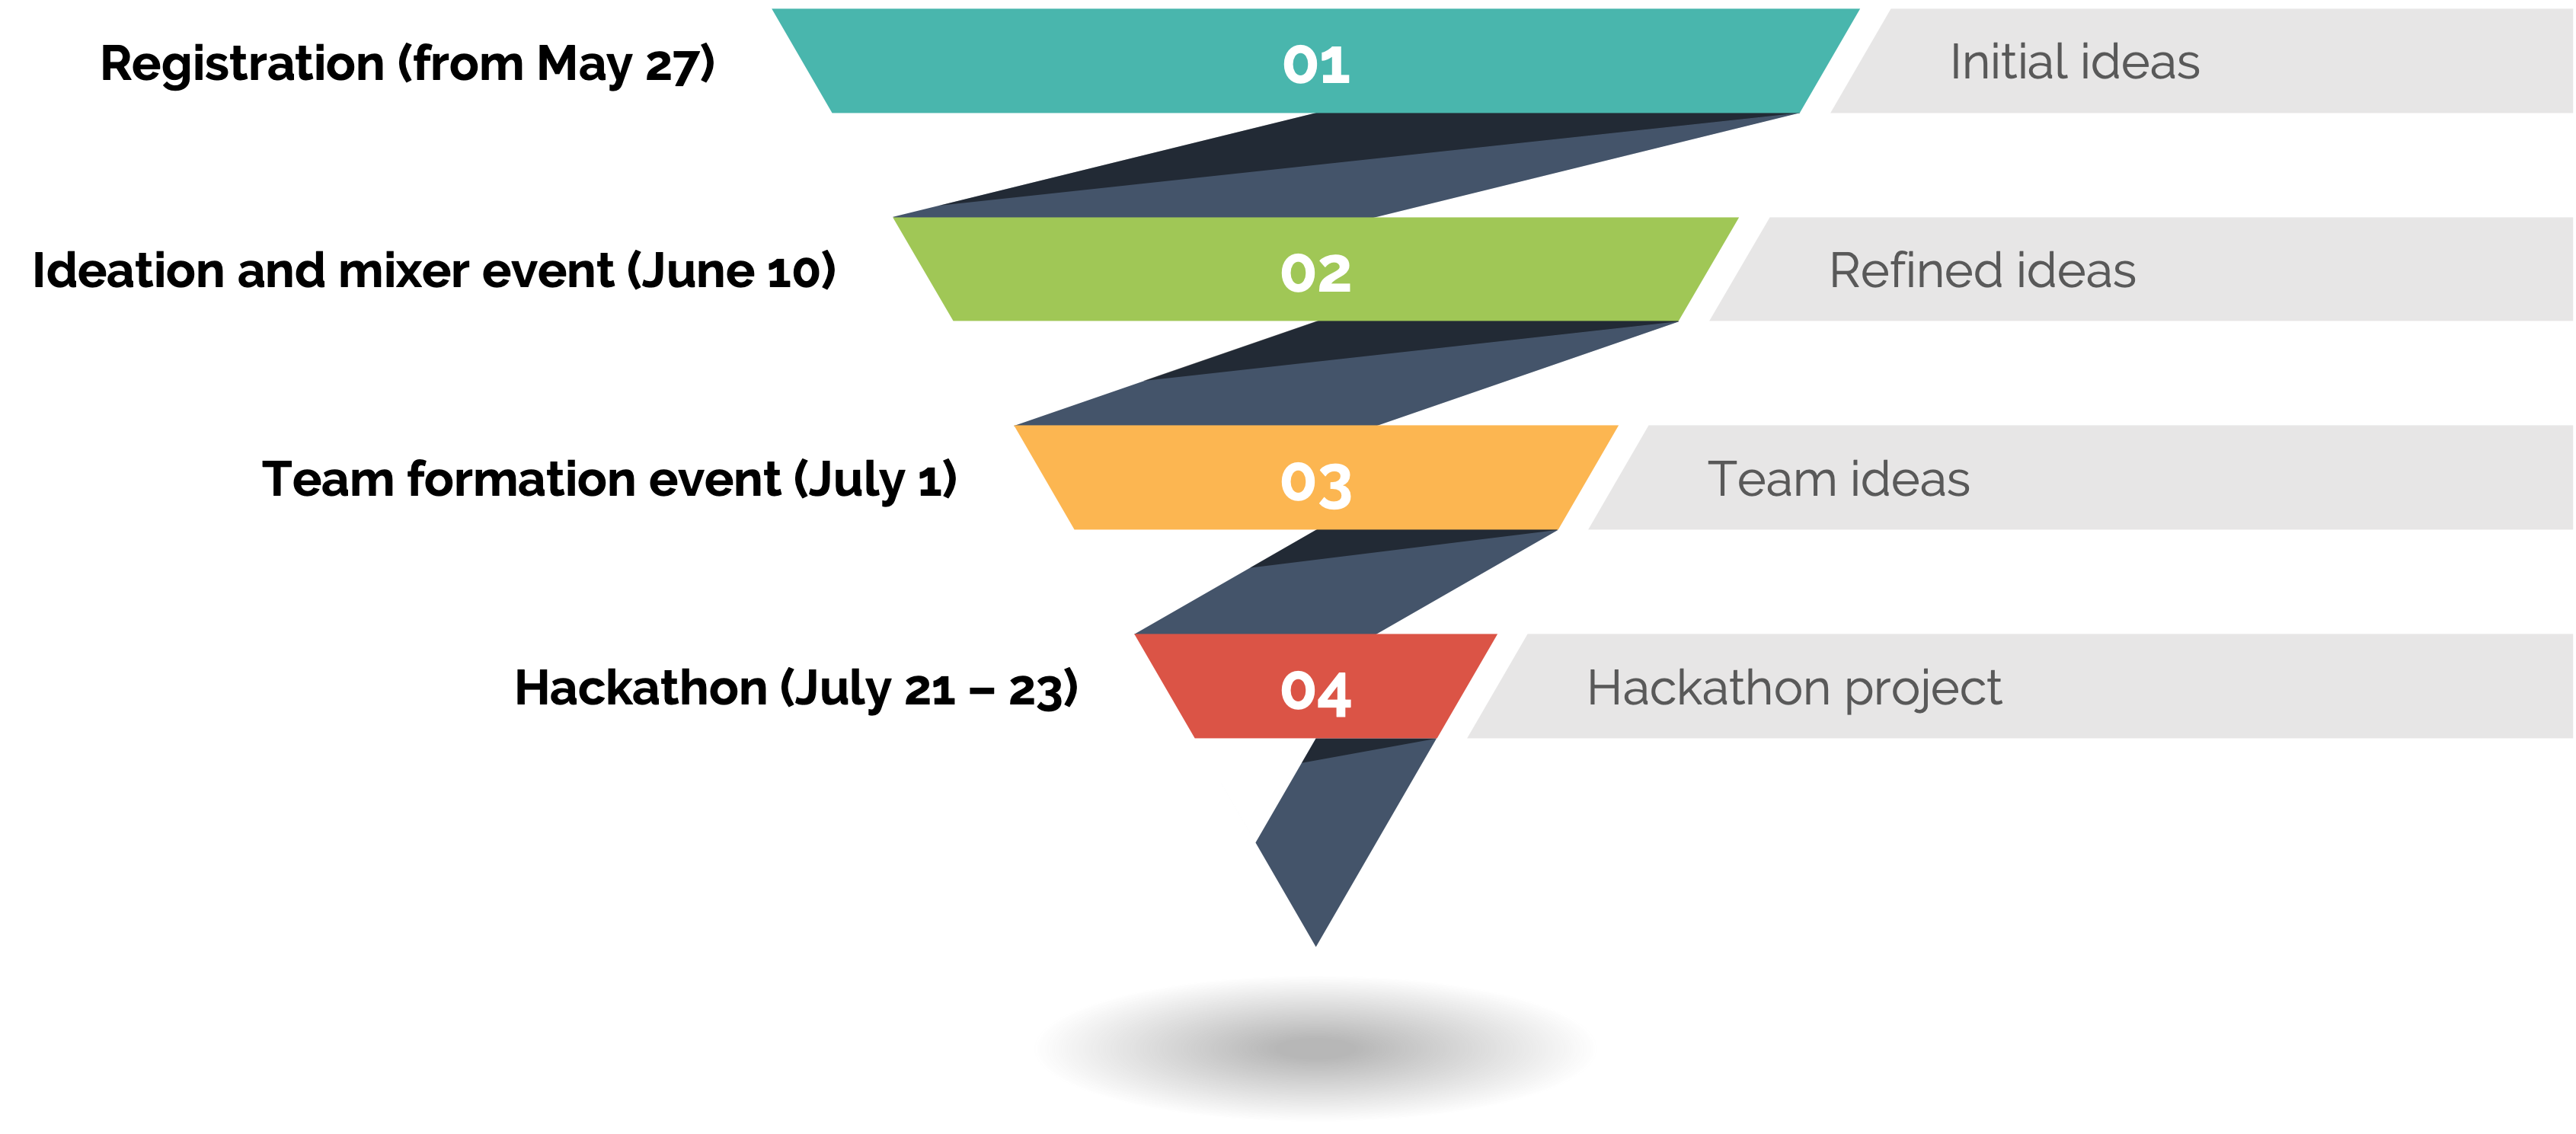 Registration (from May 27)
01
Initial ideas
Ideation and mixer event (June 10)
02
Refined ideas
Team formation event (July 1)
03
Team ideas
Hackathon (July 21 – 23)
04
Hackathon project